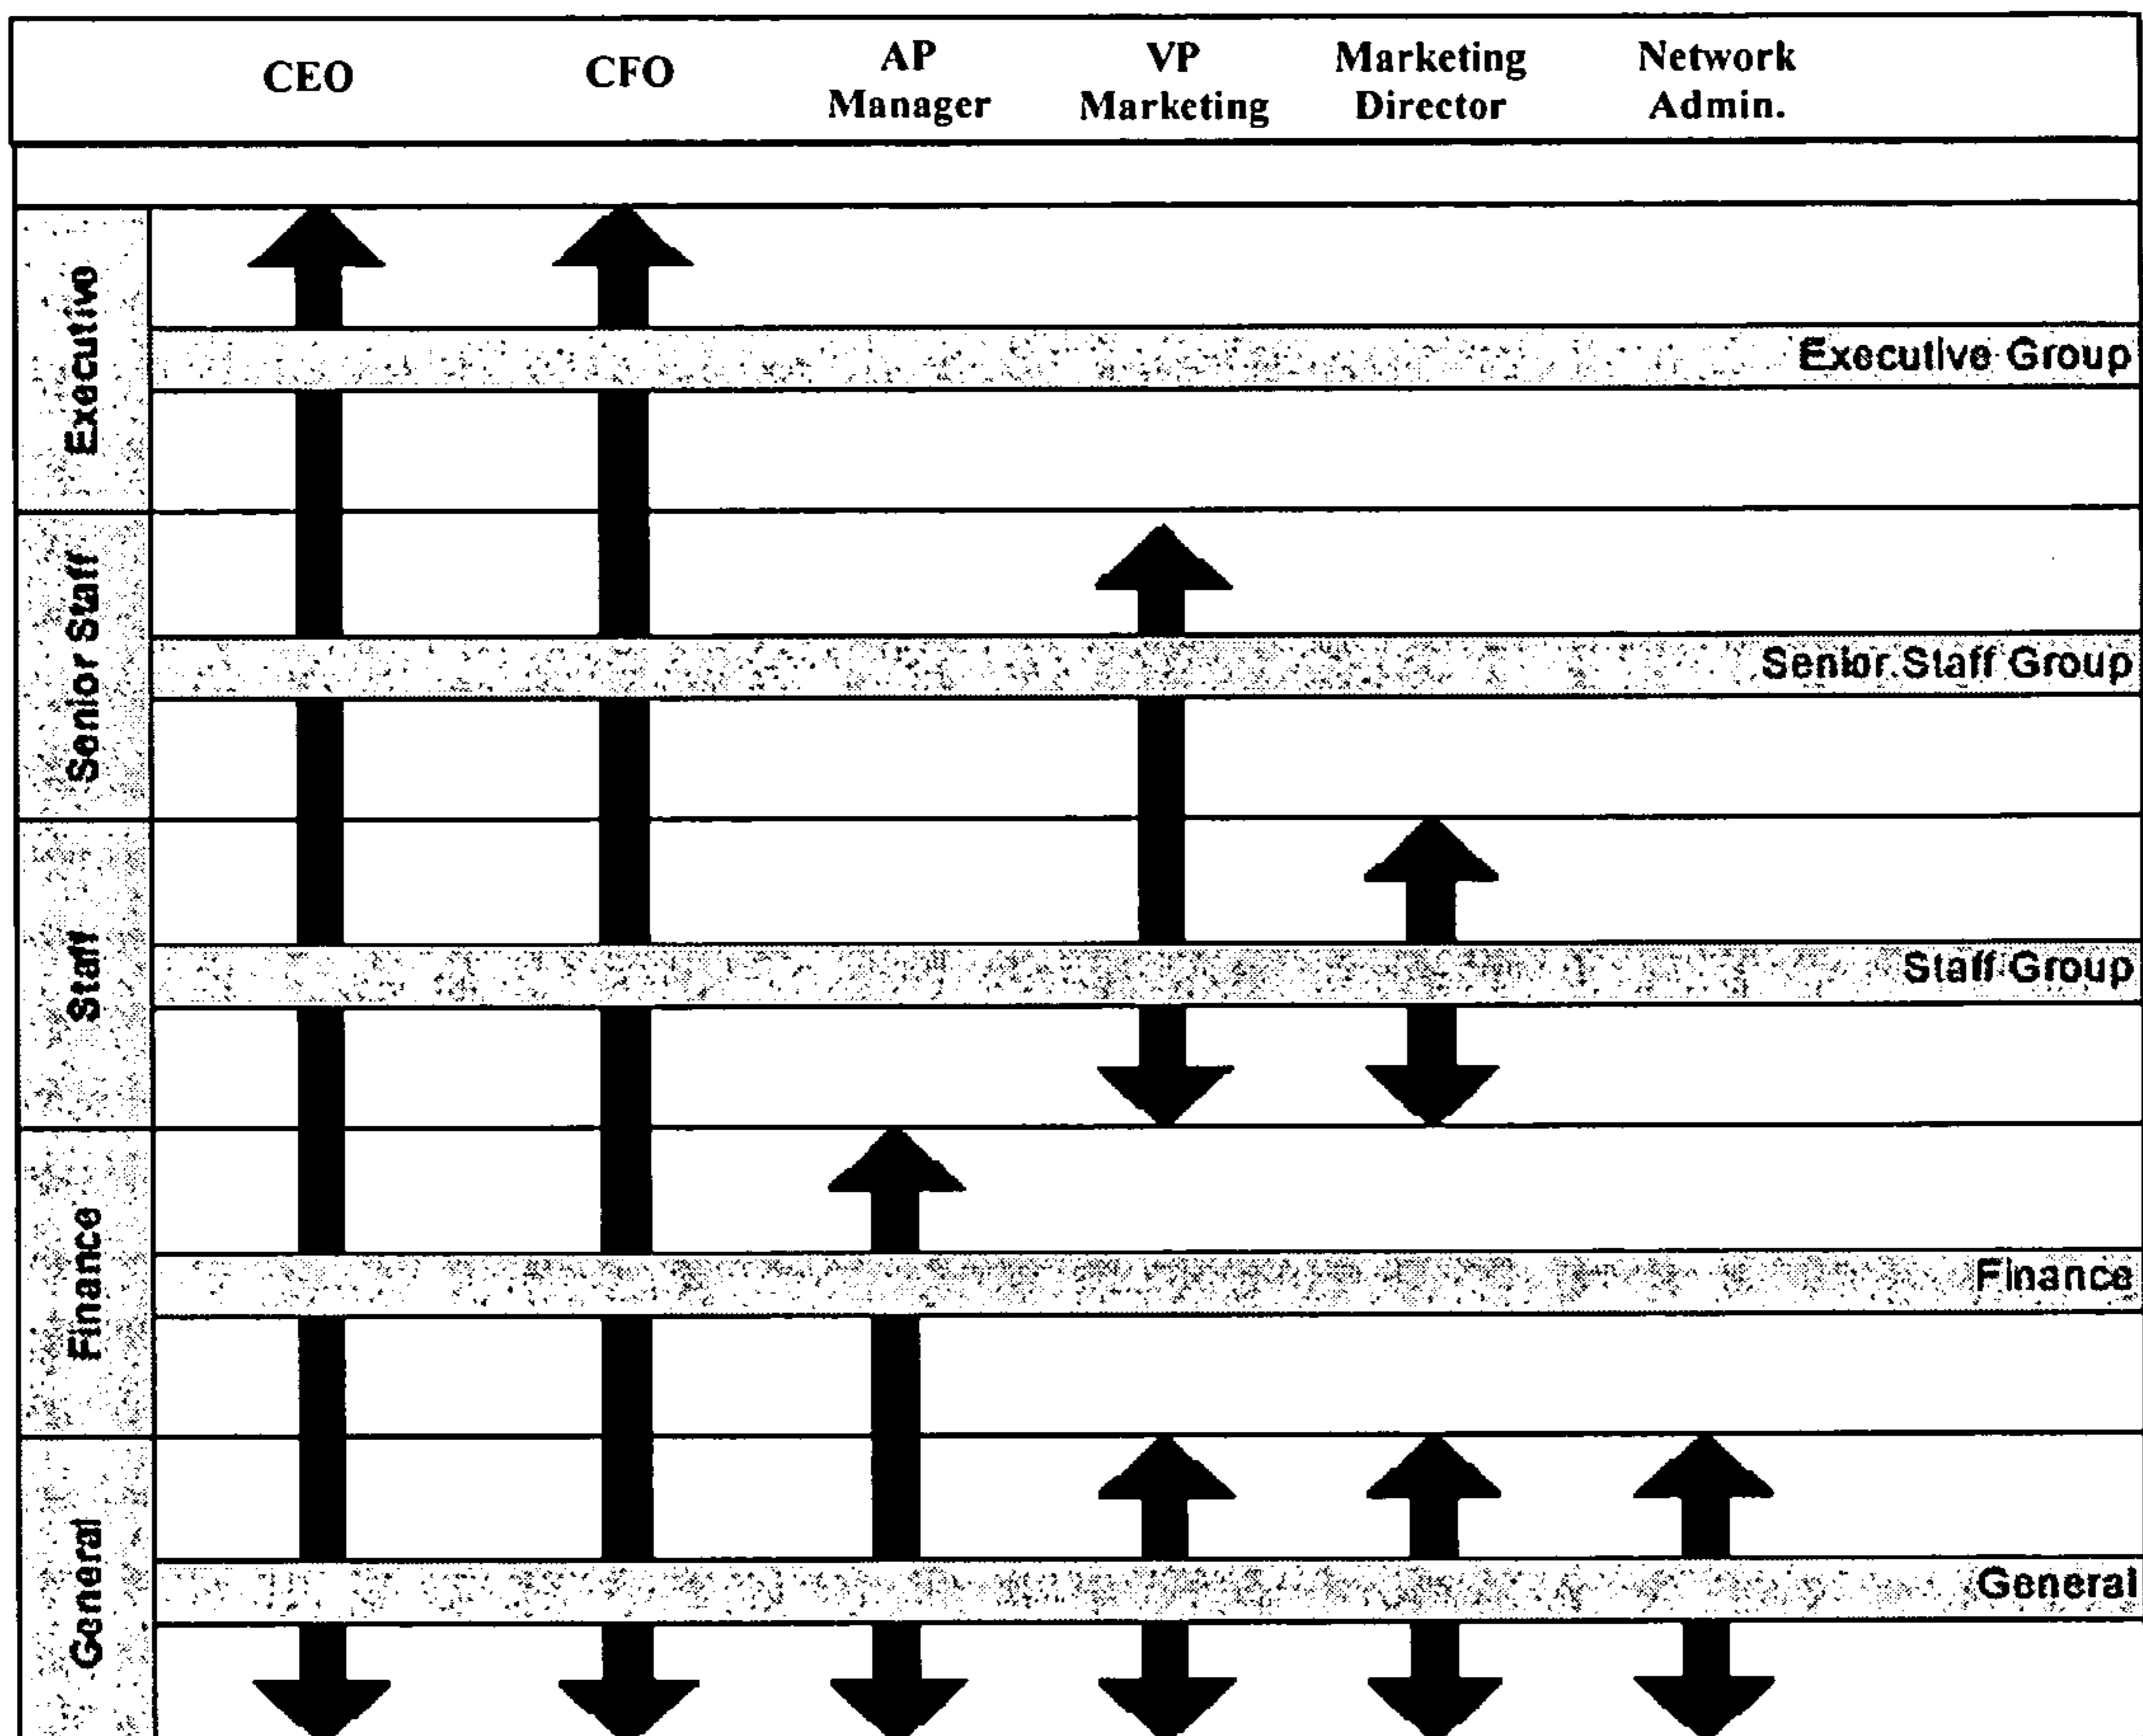 CEO
CFO
AP
Manager
VP
Marketing
Marketing
Director
Network
Admin.
Executive
Executive Group
Senior Staff
Senior Staff Group
Staff
Staff Group
Finance
Finance
General
General